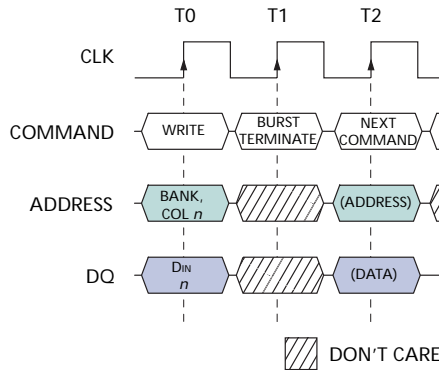 T0 T1 T2
CLK
COMMAND WRITE BURST TERMINATE NEXT COMMAND
ADDRESS BANK, COL n (ADDRESS)
DQ DIN n (DATA)
DON'T CARE